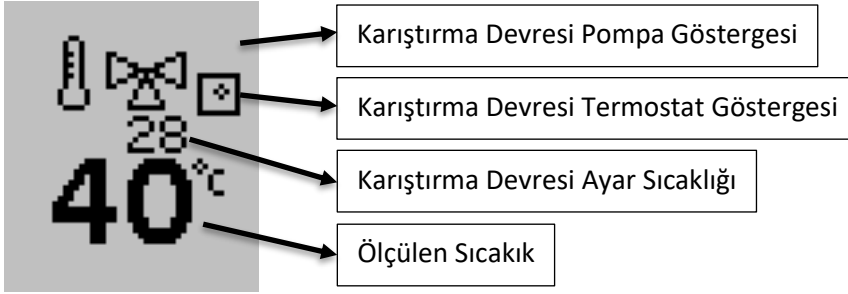 Karıştırma Devresi Pompa Göstergesi
Karıştırma Devresi Termostat Göstergesi
28
Karıştırma Devresi Ayar Sıcaklığı
40°C
Ölçülen Sıcakık